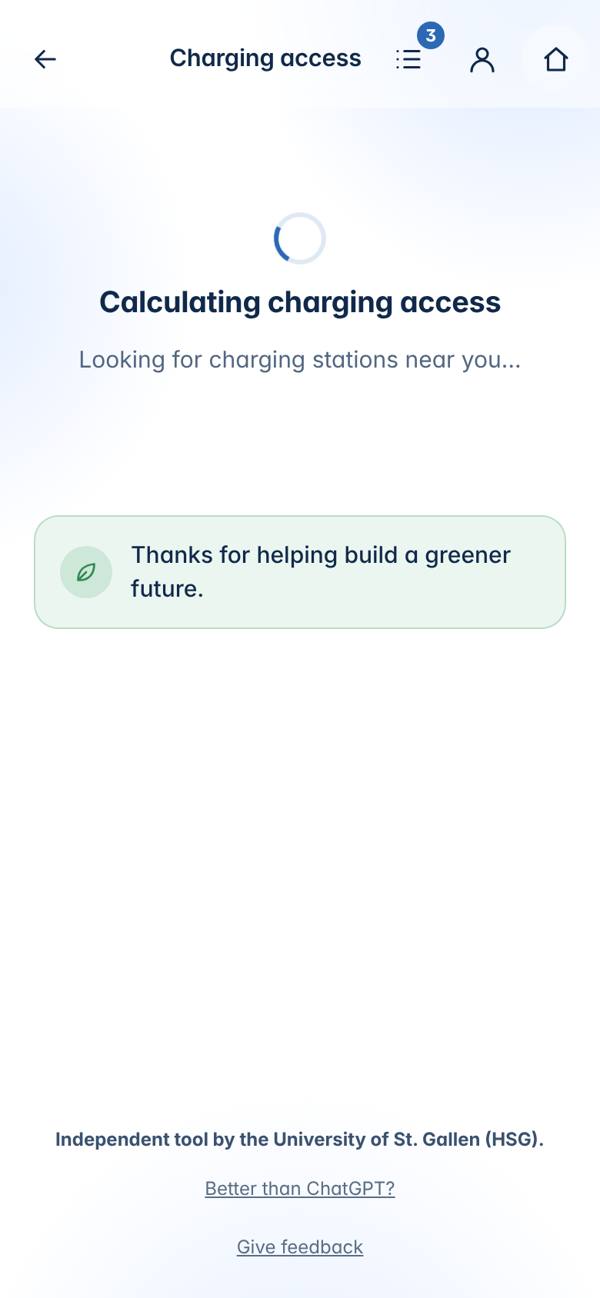 3
Charging access
Calculating charging access
Looking for charging stations near you...
Thanks for helping build a greener
future.
Independent tool by the University of St. Gallen (HSG).
Better than ChatGPT?
Give feedback